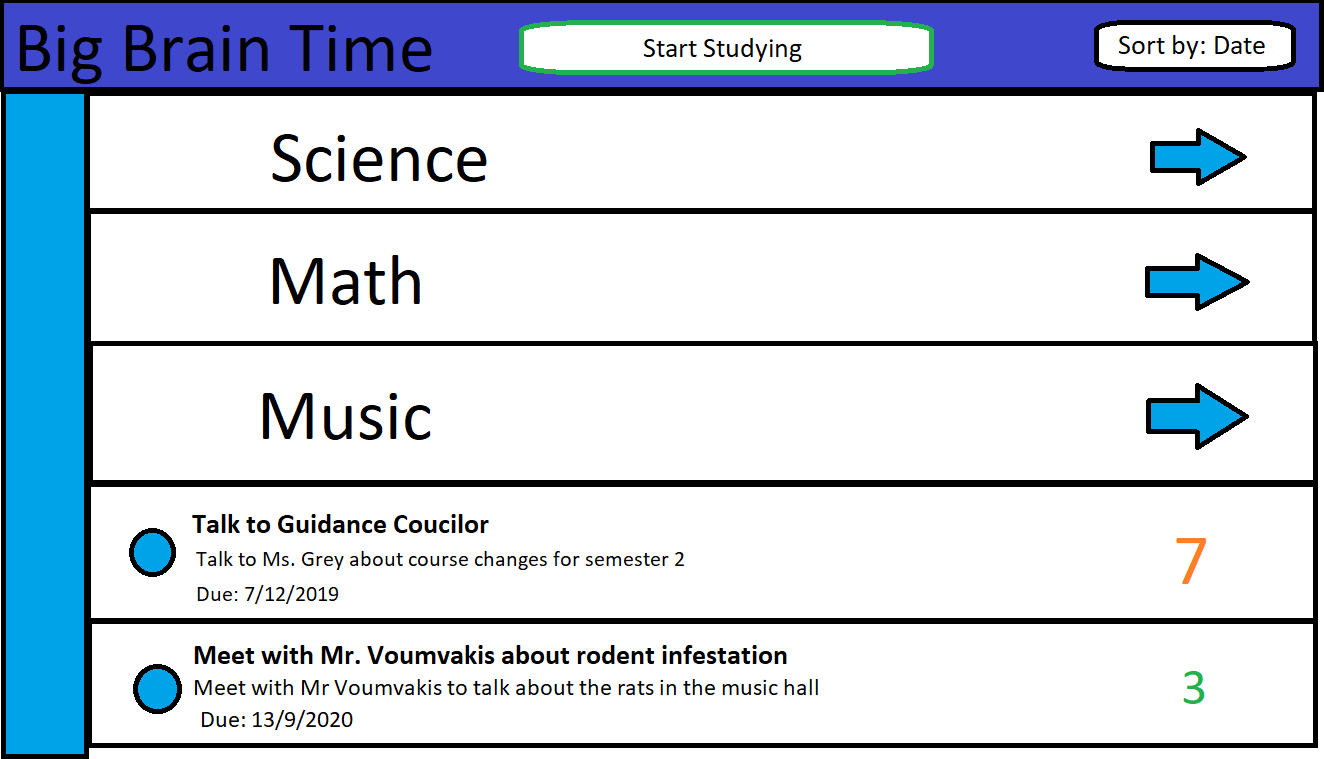 Big Brain Time
Start Studying
Sort by: Date
Science
Math
Music
Talk to Guidance Coucilor
Talk to Ms. Grey about course changes for semester 2
Due: 7/12/2019
7
Meet with Mr. Voumvakis about rodent infestation
Meet with Mr Voumvakis to talk about the rats in the music hall
Due: 13/9/2020
3